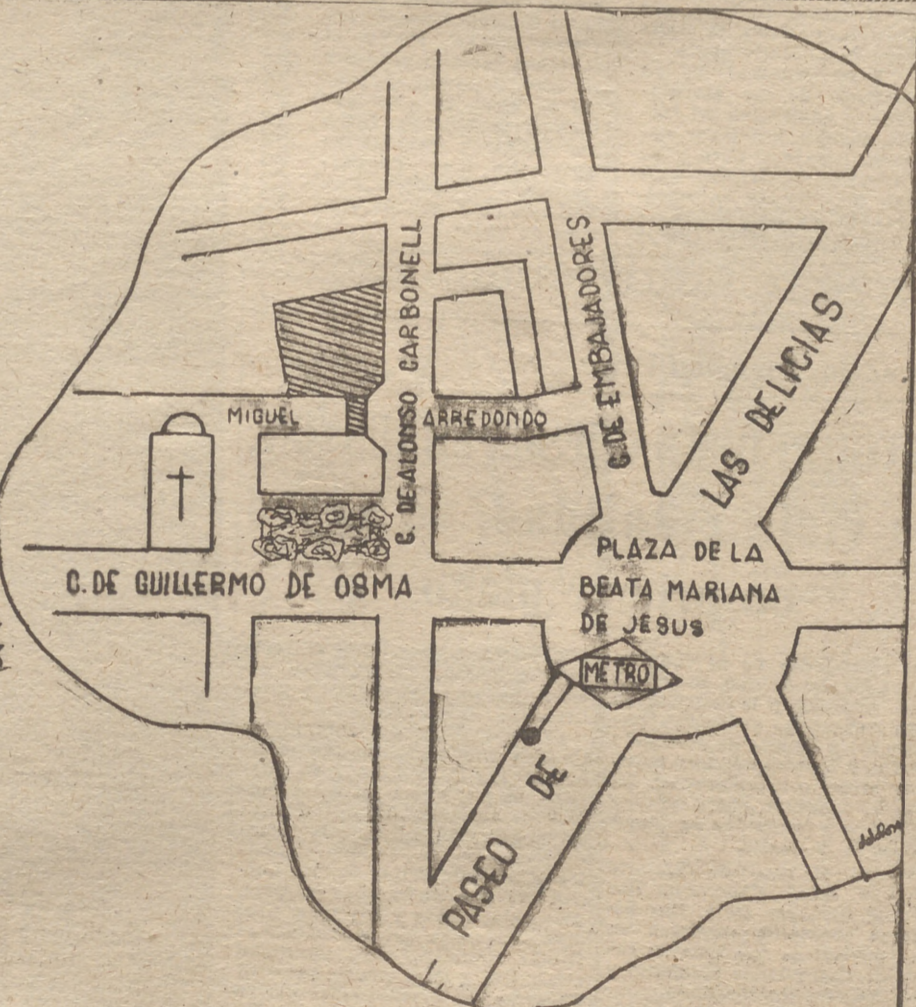 C. DE ALONSO CARBONELL
C. DE EMBAJADORES
LAS DELICIAS
MIGUEL ARREDONDO
PLAZA DE LA
BEATA MARIANA
DE JESUS
C. DE GUILLERMO DE OSMA
METRO
PASEO DE